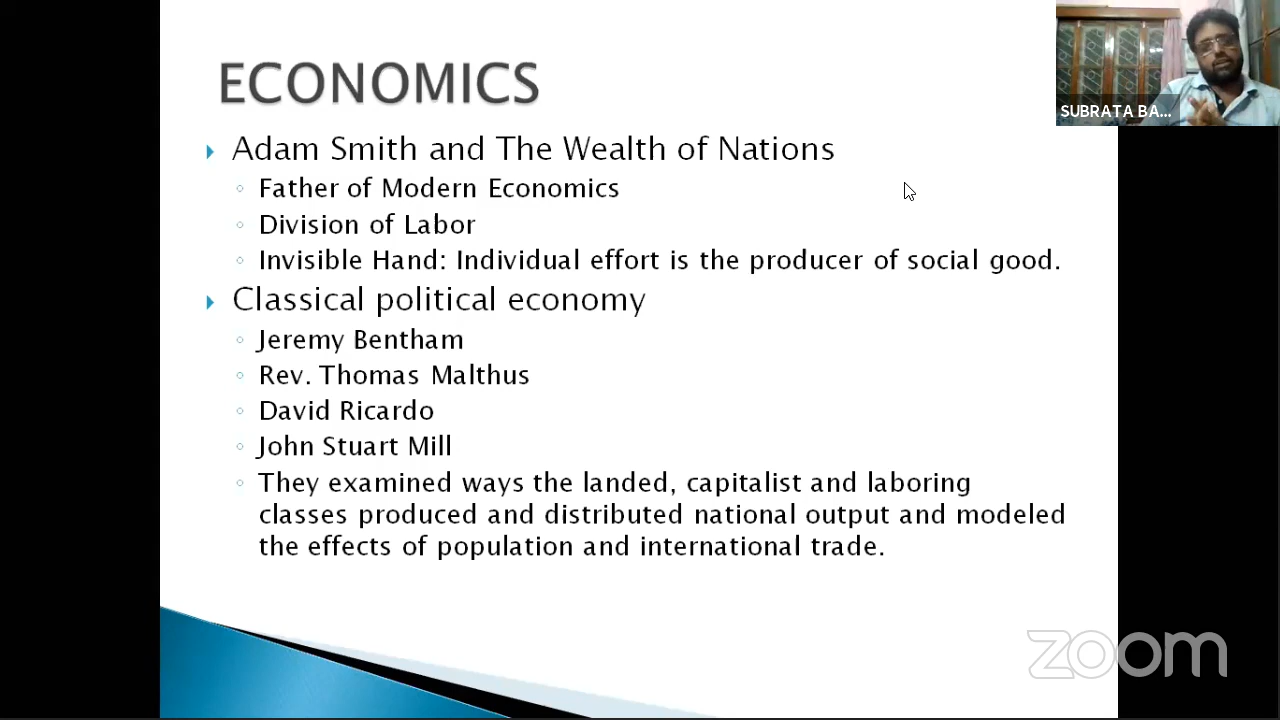 ECONOMICS
SUBRATA BA...
Adam Smith and The Wealth of Nations
Father of Modern Economics
Division of Labor
Invisible Hand: Individual effort is the producer of social good.
Classical political economy
Jeremy Bentham
Rev. Thomas Malthus
David Ricardo
John Stuart Mill
They examined ways the landed, capitalist and laboring
classes produced and distributed national output and modeled
the effects of population and international trade.
zoom